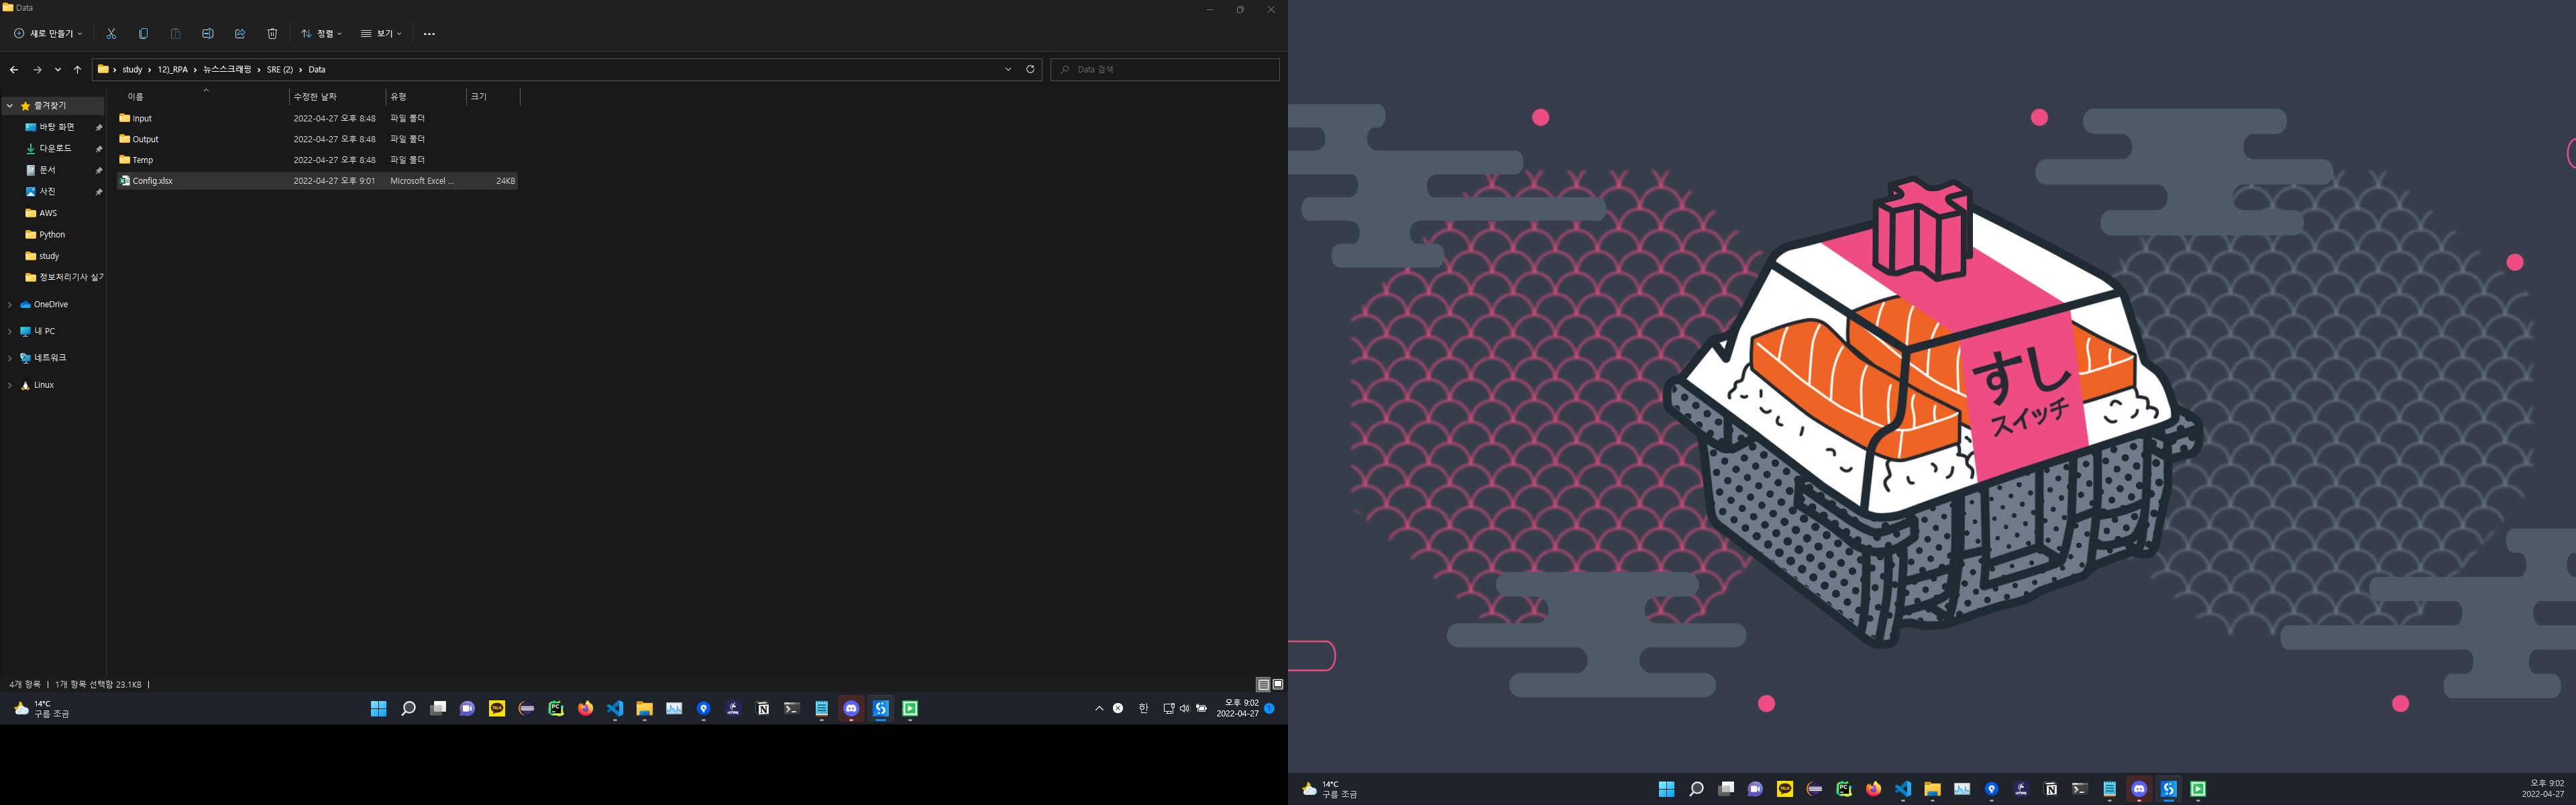 Data
새로 만들기
정렬
보기
study
12)_RPA
뉴스스크래핑
SRE (2)
Data
Data 검색
이름
수정한 날짜
유형
크기
Input
2022-04-27 오후 8:48
파일 폴더
Output
2022-04-27 오후 8:48
파일 폴더
Temp
2022-04-27 오후 8:48
파일 폴더
Config.xlsx
2022-04-27 오후 9:01
Microsoft Excel ...
24KB
즐겨찾기
바탕 화면
다운로드
문서
사진
AWS
Python
study
정보처리기사 실기
OneDrive
내 PC
네트워크
Linux
4개 항목
1개 항목 선택함 23.1KB
14°C
구름 조금
TALK
PC
한
오후 9:02
2022-04-27
1
すし
スイッチ
14°C
구름 조금
TALK
PC
오후 9:02
2022-04-27